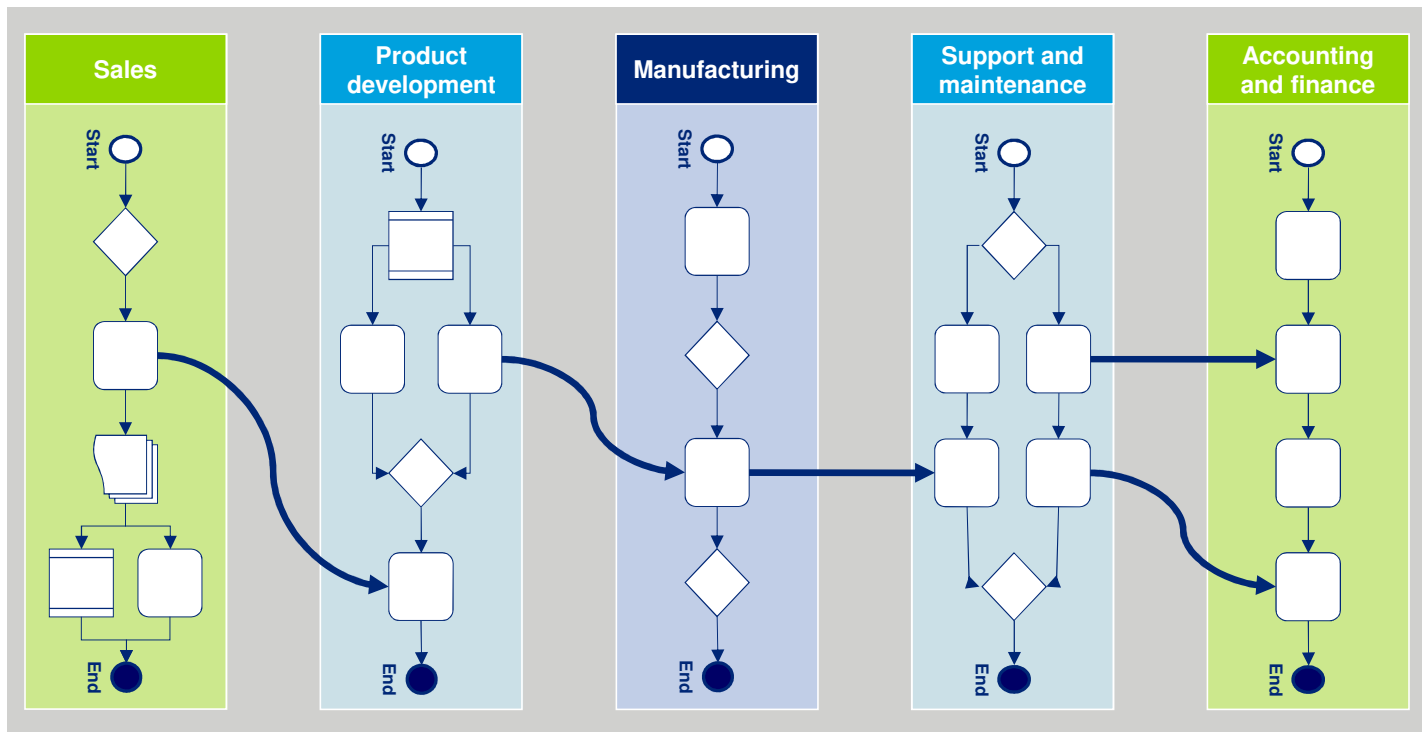 Sales
Product
development
Manufacturing
Support and
maintenance
Accounting
and finance
Start
Start
Start
Start
Start
End
End
End
End
End